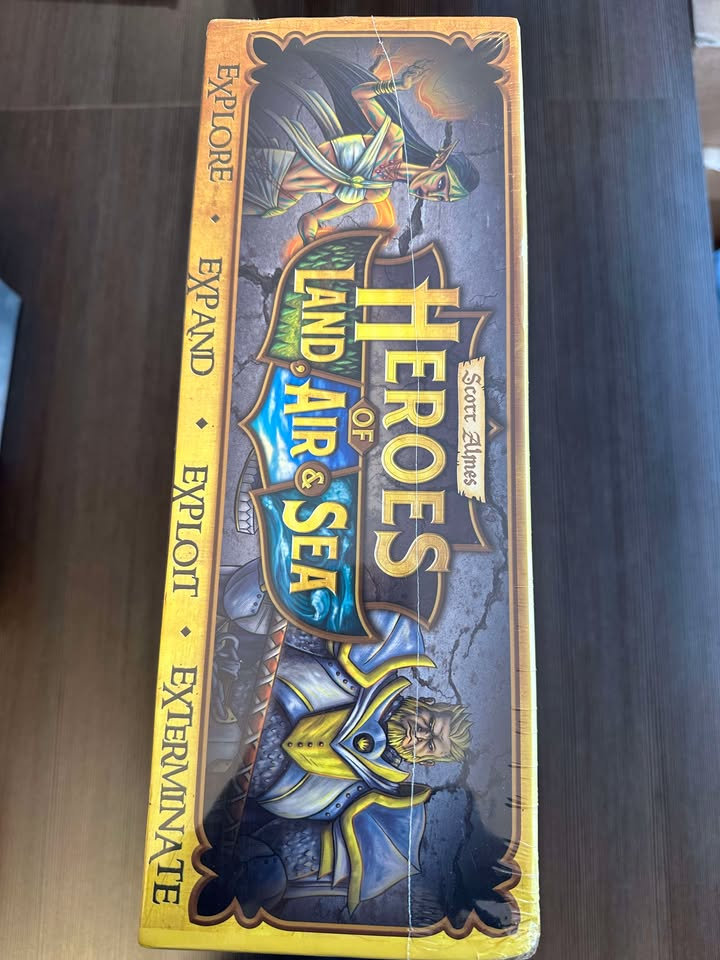 Scott Almes
HEROES
OF
LAND, AIR & SEA
EXPLORE • EXPAND • EXPLOIT • EXTERMINATE